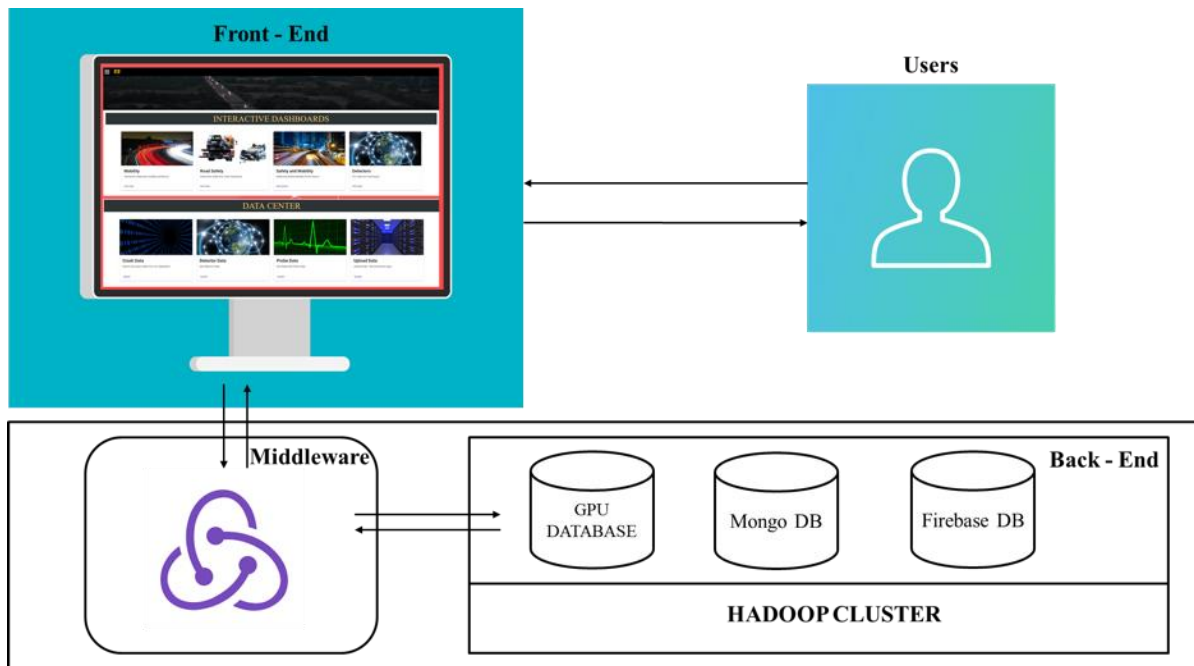 Front - End
Users
INTERACTIVE DASHBOARDS
Mobility
Road Safety
Safety and Mobility
Detectors
DATA CENTER
Crash Data
Detector Data
Probe Data
Upload Data
Middleware
Back - End
GPU
DATABASE
Mongo DB
Firebase DB
HADOOP CLUSTER